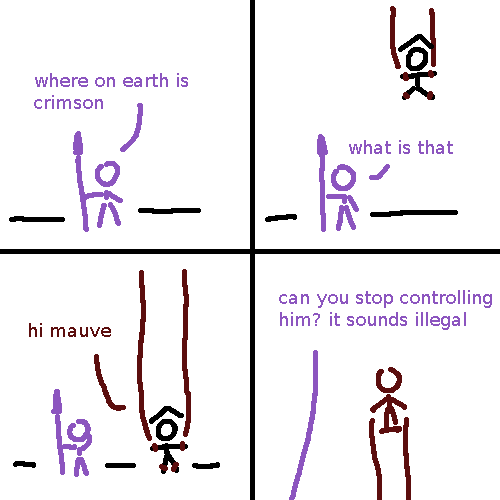 where on earth is
crimson
what is that
hi mauve
can you stop controlling
him? it sounds illegal